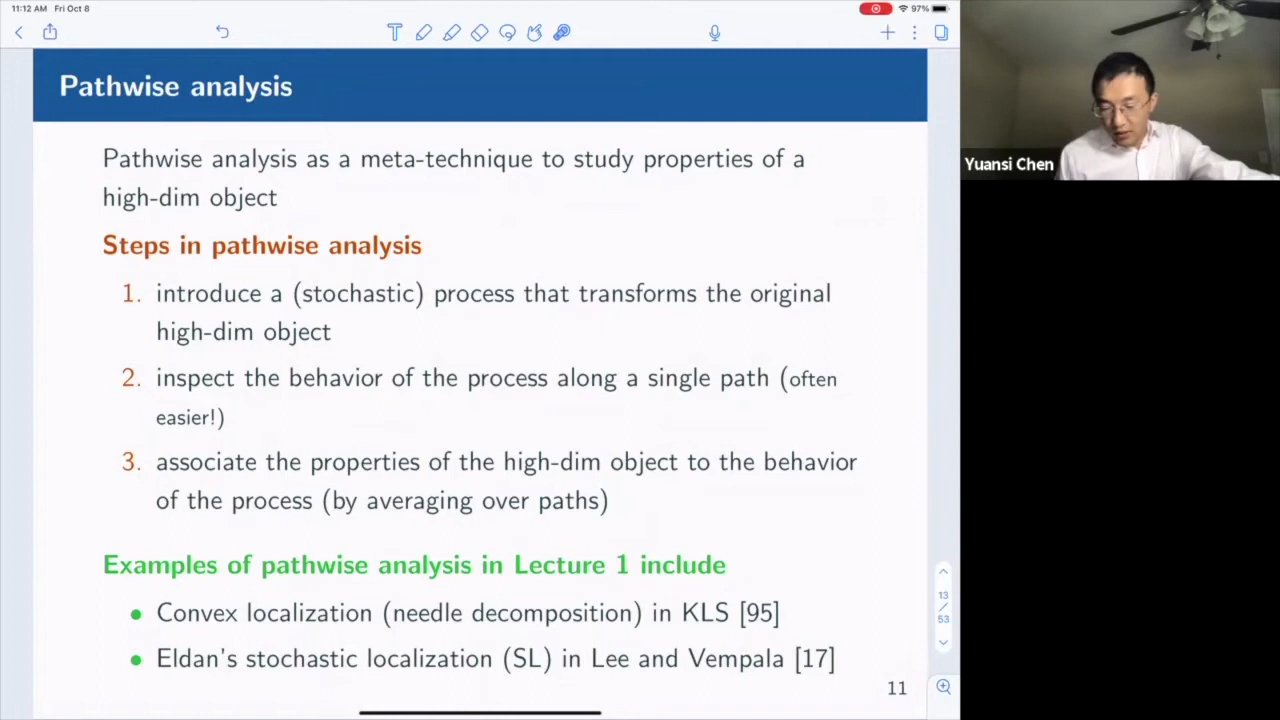 11:12 AM Fri Oct 8
97%
Pathwise analysis
Pathwise analysis as a meta-technique to study properties of a
high-dim object
Steps in pathwise analysis
1. introduce a (stochastic) process that transforms the original
high-dim object
2. inspect the behavior of the process along a single path (often
easier!)
3. associate the properties of the high-dim object to the behavior
of the process (by averaging over paths)
Examples of pathwise analysis in Lecture 1 include
• Convex localization (needle decomposition) in KLS [95]
• Eldan's stochastic localization (SL) in Lee and Vempala [17]
11
13
/
53
Yuansi Chen